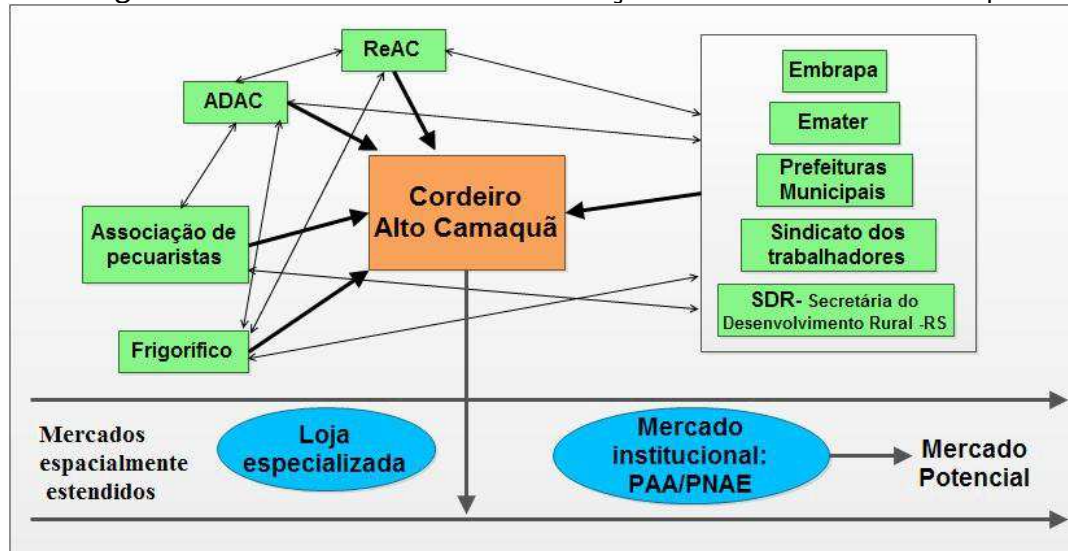 ReAC
ADAC
Associação de
pecuaristas
Frigorífico
Cordeiro
Alto Camaquã
Embrapa
Emater
Prefeituras
Municipais
Sindicato dos
trabalhadores
SDR- Secretária do
Desenvolvimento Rural -RS
Mercados
espacialmente
estendidos
Loja
especializada
Mercado
institucional:
PAA/PNAE
Mercado
Potencial